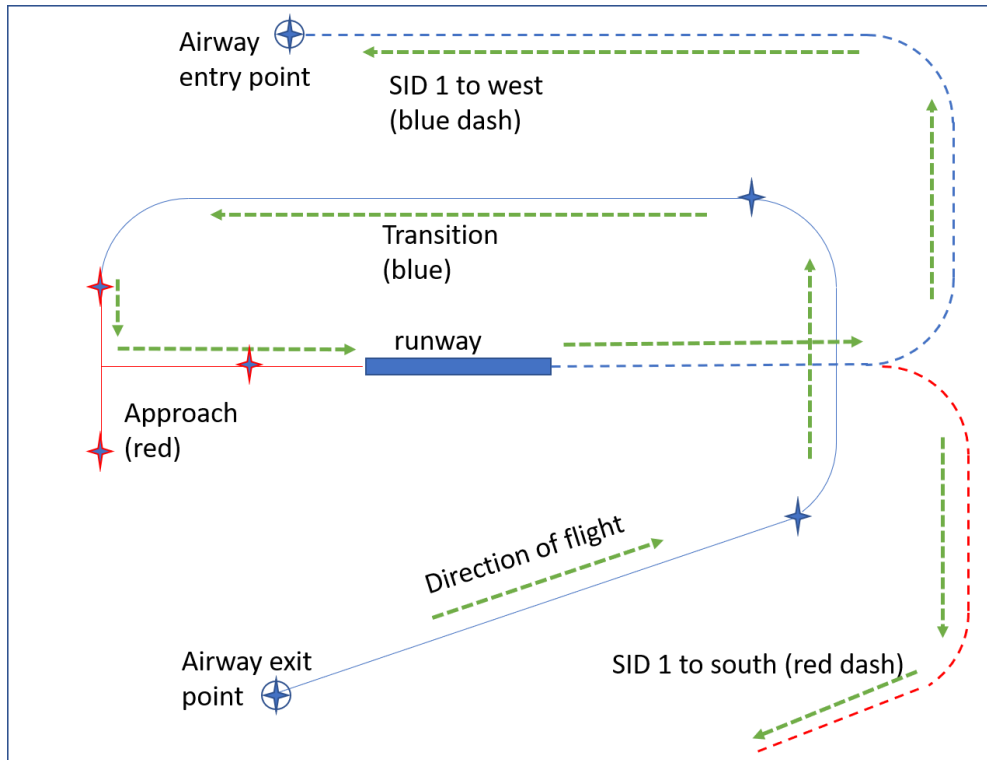 Airway
entry point
SID 1 to west
(blue dash)
Transition
(blue)
runway
Approach
(red)
Direction of flight
Airway exit
point
SID 1 to south (red dash)